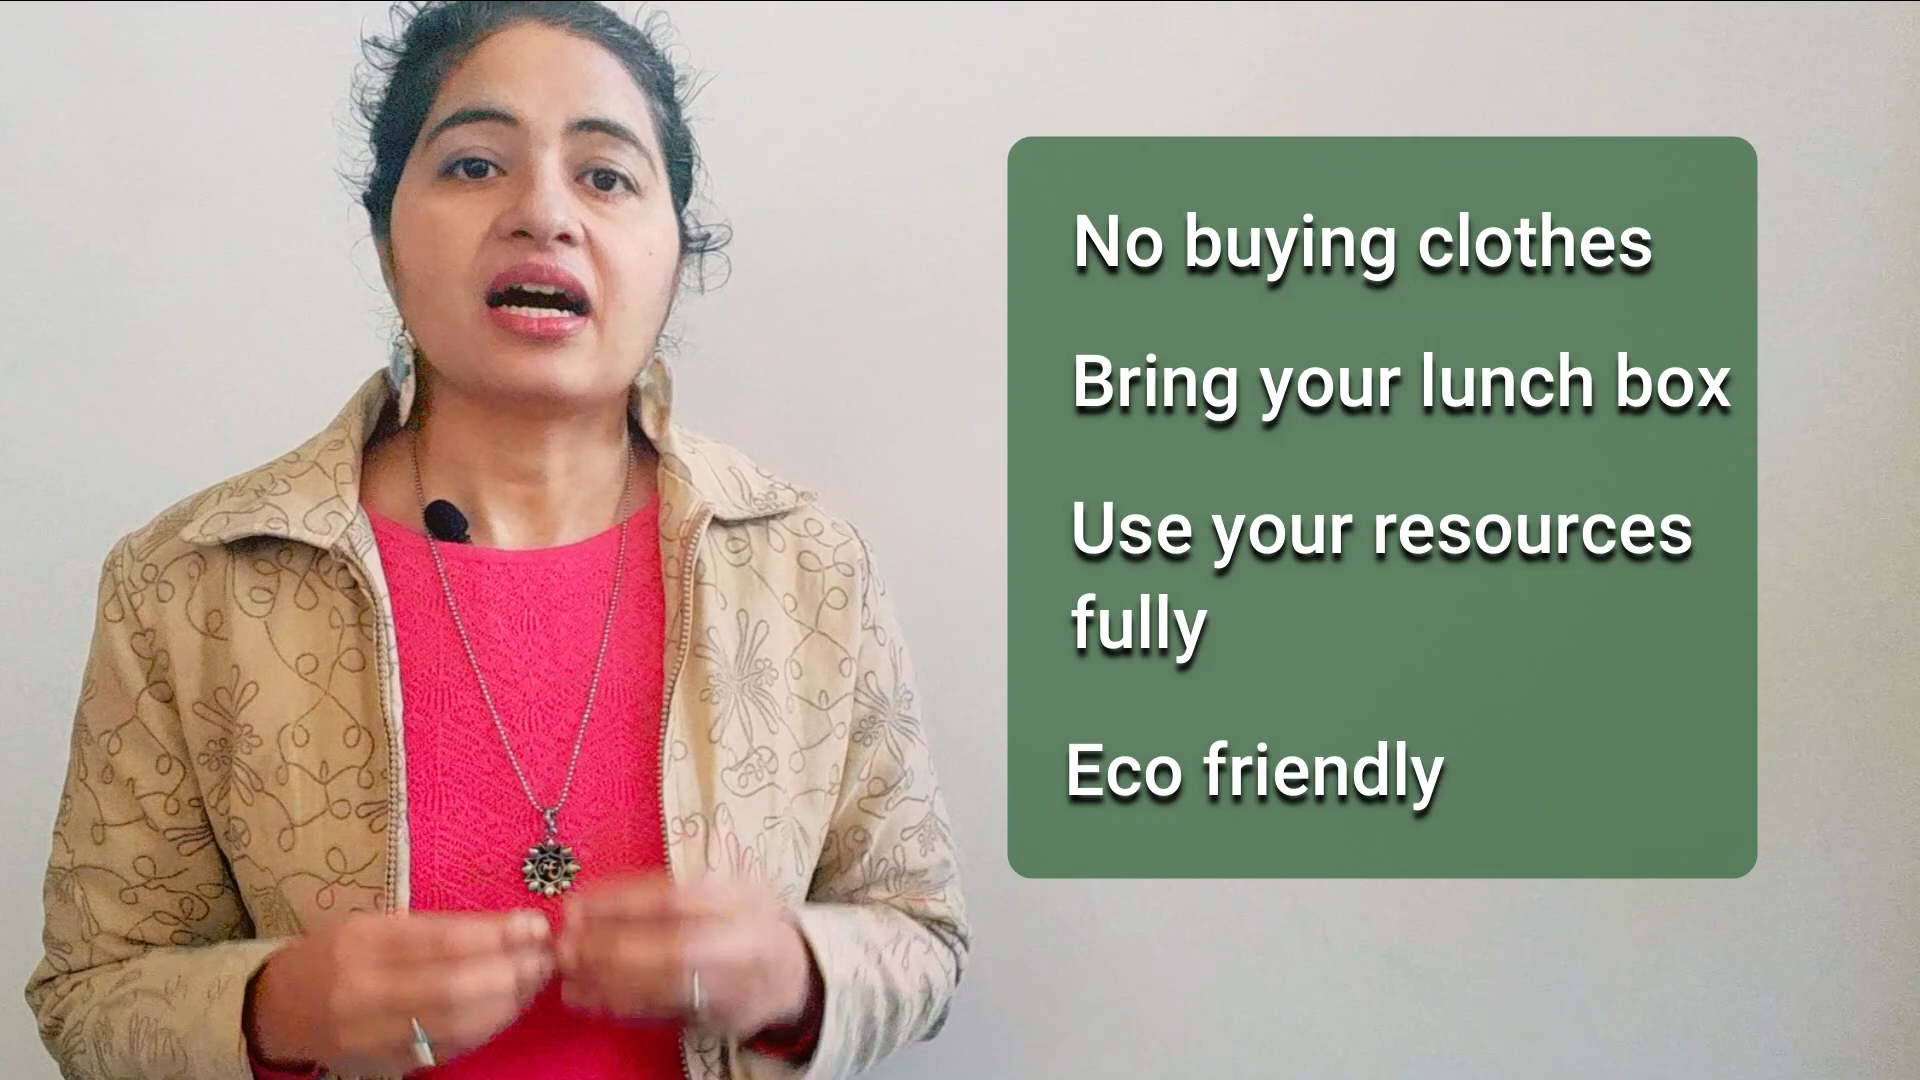 No buying clothes
Bring your lunch box
Use your resources
fully
Eco friendly